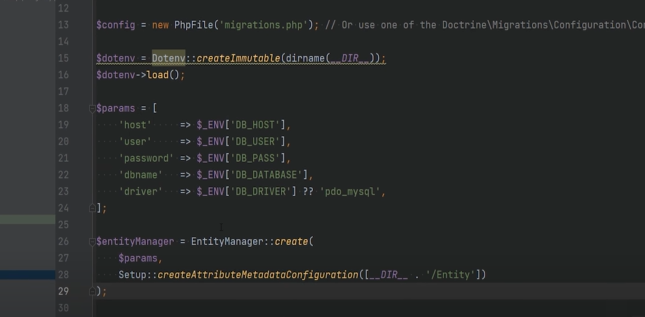 12
13 $config = new PhpFile('migrations.php'); // Or use one of the Doctrine\Migrations\Configuration\Con
14
15 $dotenv = Dotenv::createImmutable(dirname(__DIR__));
16 $dotenv->load();
17
18 $params = [
19 'host' => $_ENV['DB_HOST'],
20 'user' => $_ENV['DB_USER'],
21 'password' => $_ENV['DB_PASS'],
22 'dbname' => $_ENV['DB_DATABASE'],
23 'driver' => $_ENV['DB_DRIVER'] ?? 'pdo_mysql',
24 ];
25
26 $entityManager = EntityManager::create(
27 $params,
28 Setup::createAttributeMetadataConfiguration([__DIR__ . '/Entity'])
29 );
30